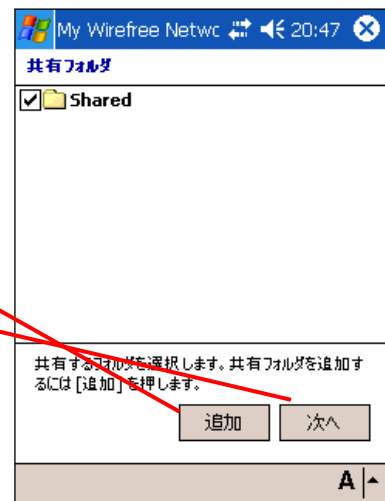 My Wirefree Netwc 20:47
共有フォルダ
Shared
共有するフォルダを選択します。共有フォルダを追加す
るには [追加] を押します。
追加 次へ
A